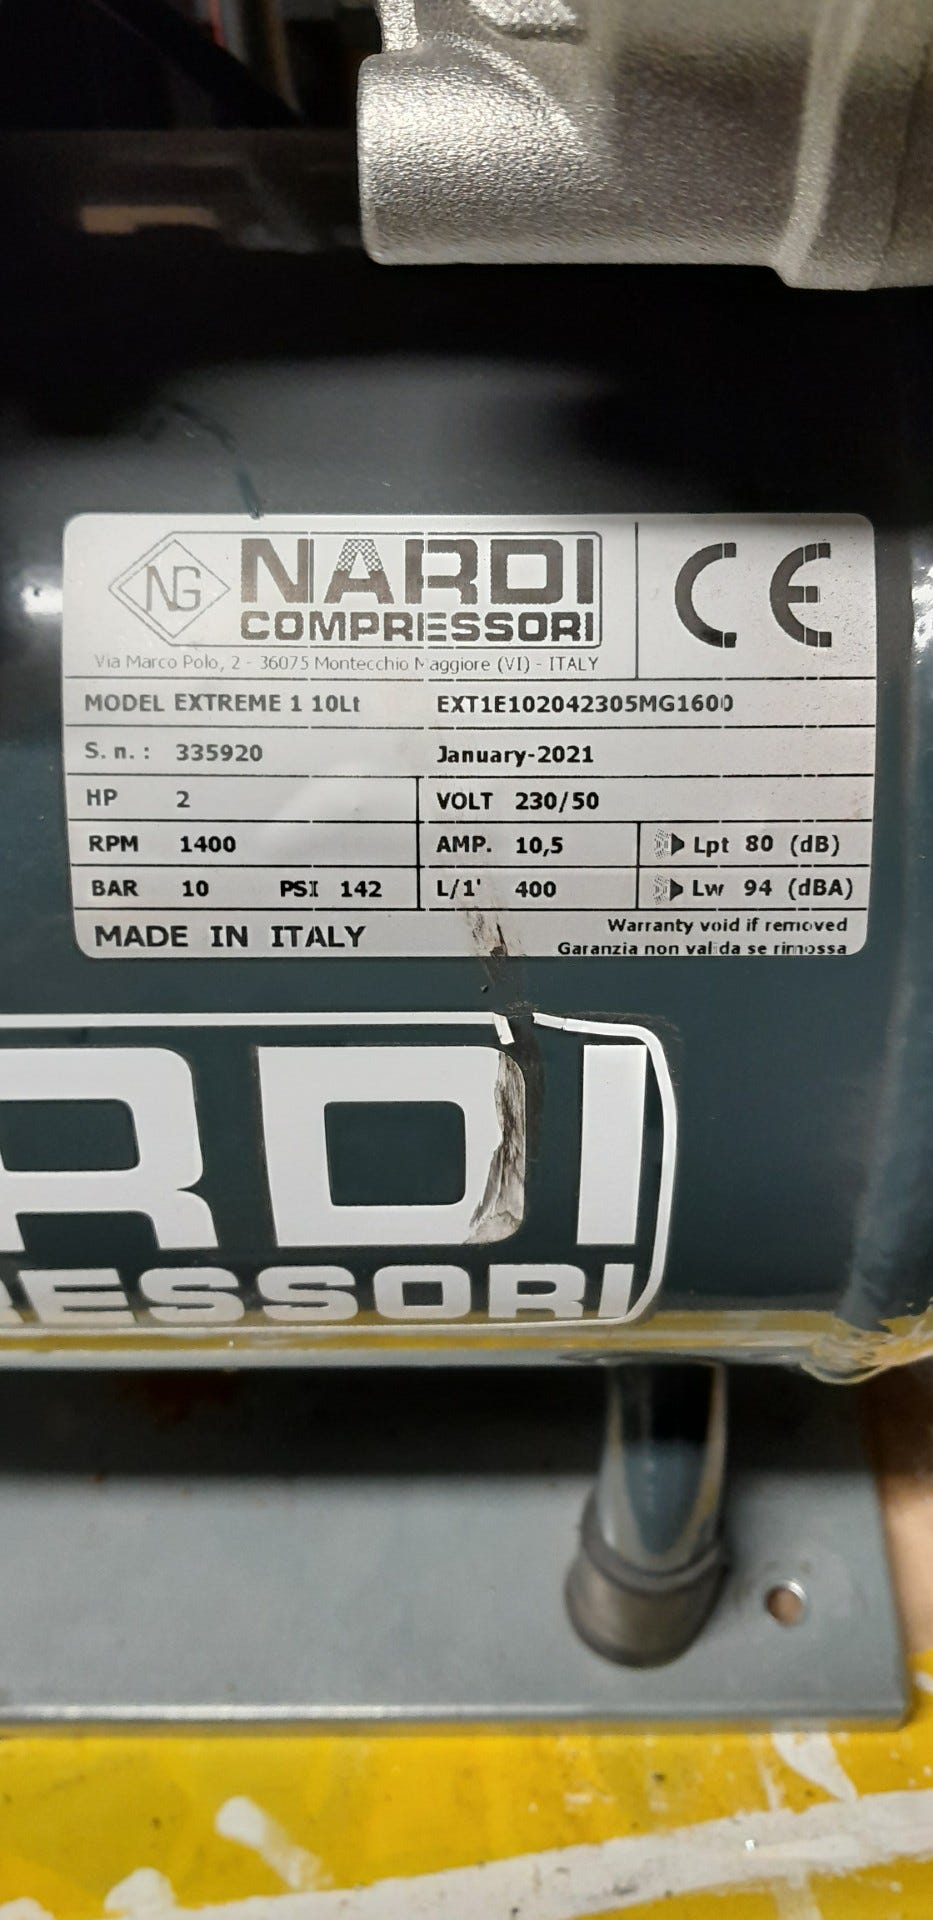 NG NARDI
COMPRESSORI
CE
Via Marco Polo, 2 - 36075 Montecchio Maggiore (VI) - ITALY
MODEL EXTREME 1 10Lt EXT1E102042305MG1600
S. n. : 335920 January-2021
HP 2 VOLT 230/50
RPM 1400 AMP. 10,5 Lpt 80 (dB)
BAR 10 PSI 142 L/1' 400 Lw 94 (dBA)
MADE IN ITALY
Warranty void if removed
Garanzia non valida se rimossa
RDI
RESSORI